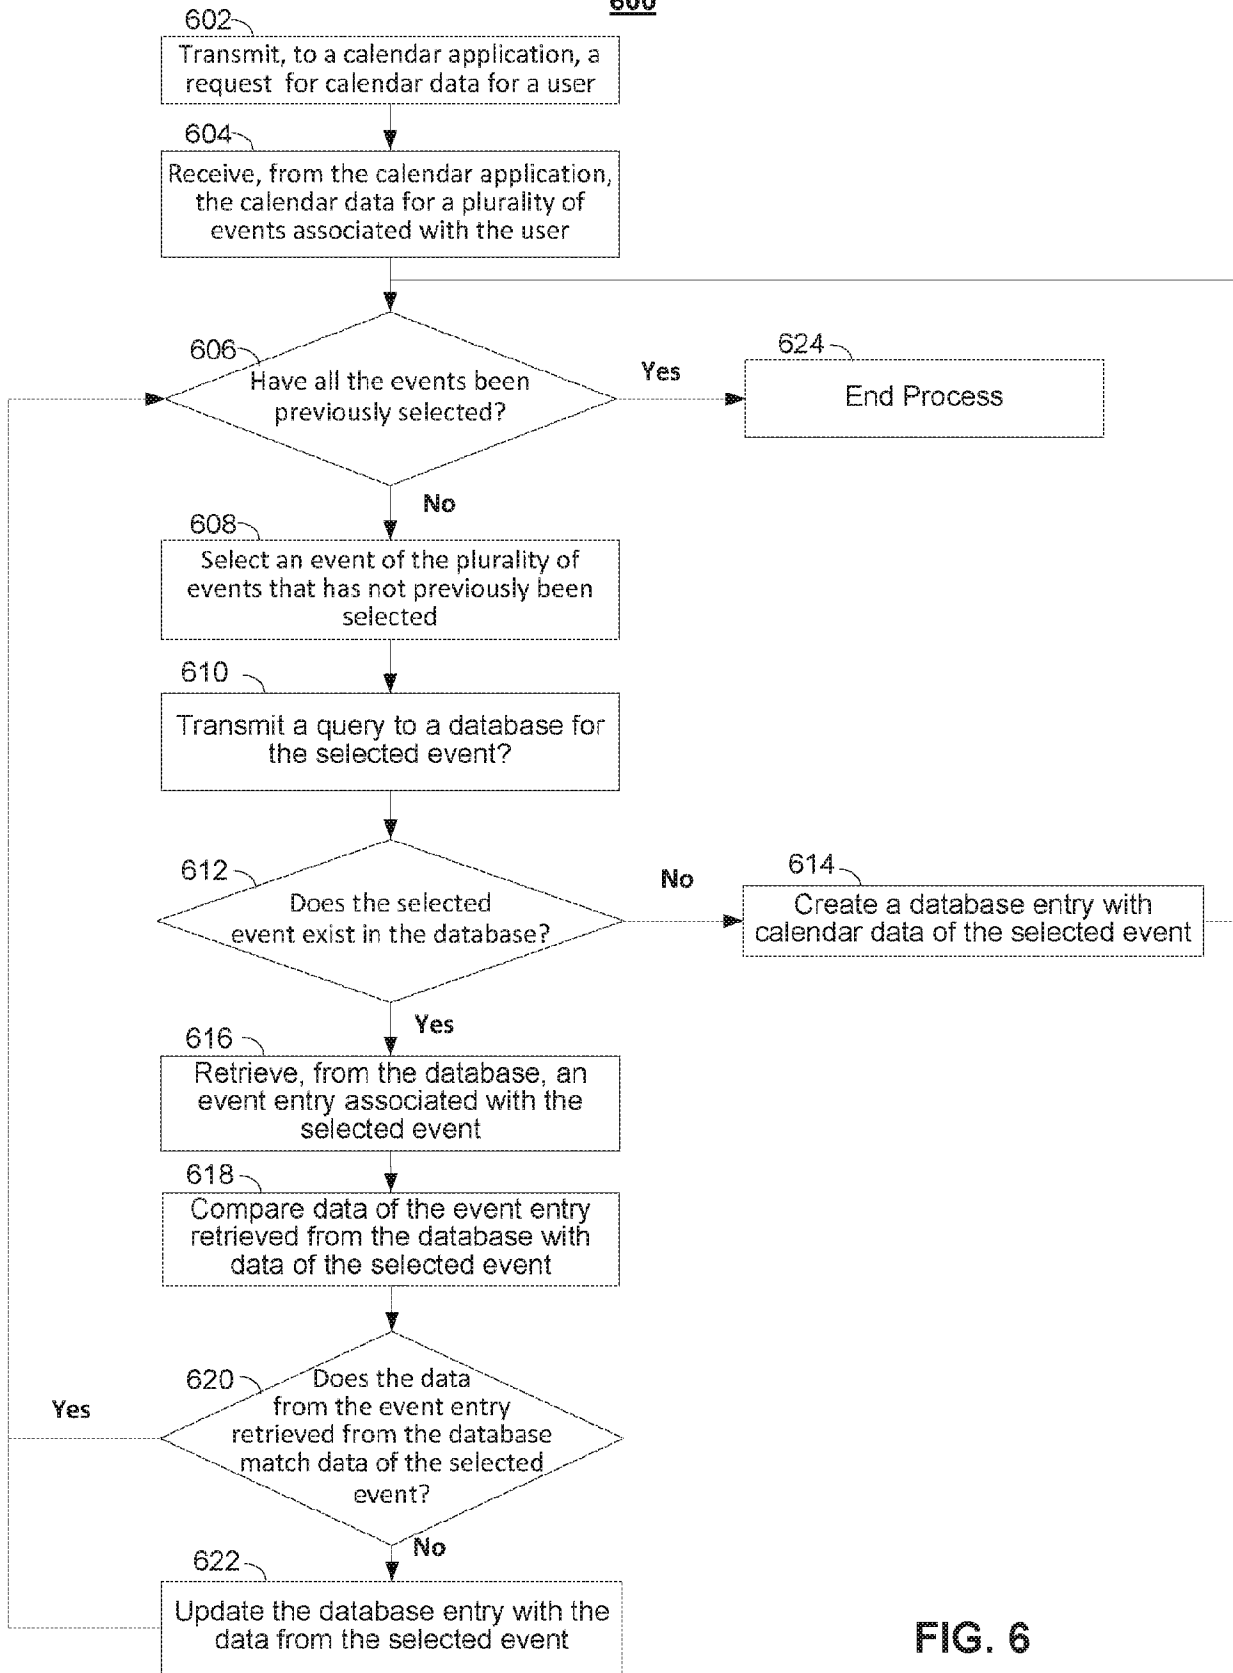 600
602
Transmit, to a calendar application, a
request for calendar data for a user
604
Receive, from the calendar application,
the calendar data for a plurality of
events associated with the user
606
Have all the events been
previously selected?
Yes
624
End Process
No
608
Select an event of the plurality of
events that has not previously been
selected
610
Transmit a query to a database for
the selected event?
612
Does the selected
event exist in the database?
No
614
Create a database entry with
calendar data of the selected event
Yes
616
Retrieve, from the database, an
event entry associated with the
selected event
618
Compare data of the event entry
retrieved from the database with
data of the selected event
620
Does the data
from the event entry
retrieved from the database
match data of the selected
event?
Yes
No
622
Update the database entry with the
data from the selected event
FIG. 6